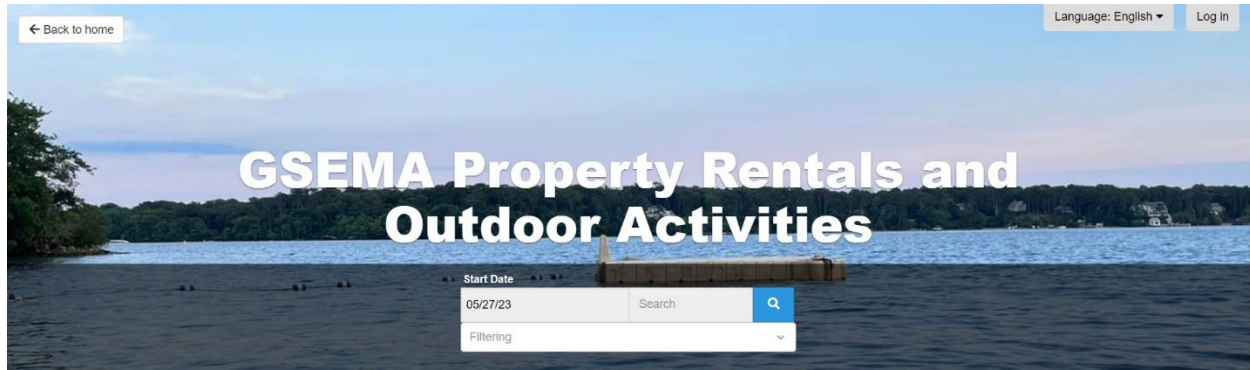 ← Back to home
Language: English
Log in
GSEMA Property Rentals and
Outdoor Activities
Start Date
05/27/23
Search
Filtering